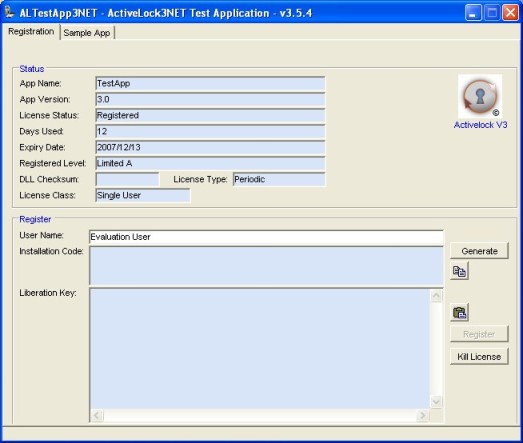 ALTestApp3NET - ActiveLock3NET Test Application - v3.5.4
Registration Sample App
Status
App Name: TestApp
App Version: 3.0
License Status: Registered
Days Used: 12
Expiry Date: 2007/12/13
Registered Level: Limited A
DLL Checksum: License Type: Periodic
License Class: Single User
©
Activelock V3
Register
User Name: Evaluation User
Installation Code: Generate
Liberation Key:
Register
Kill License